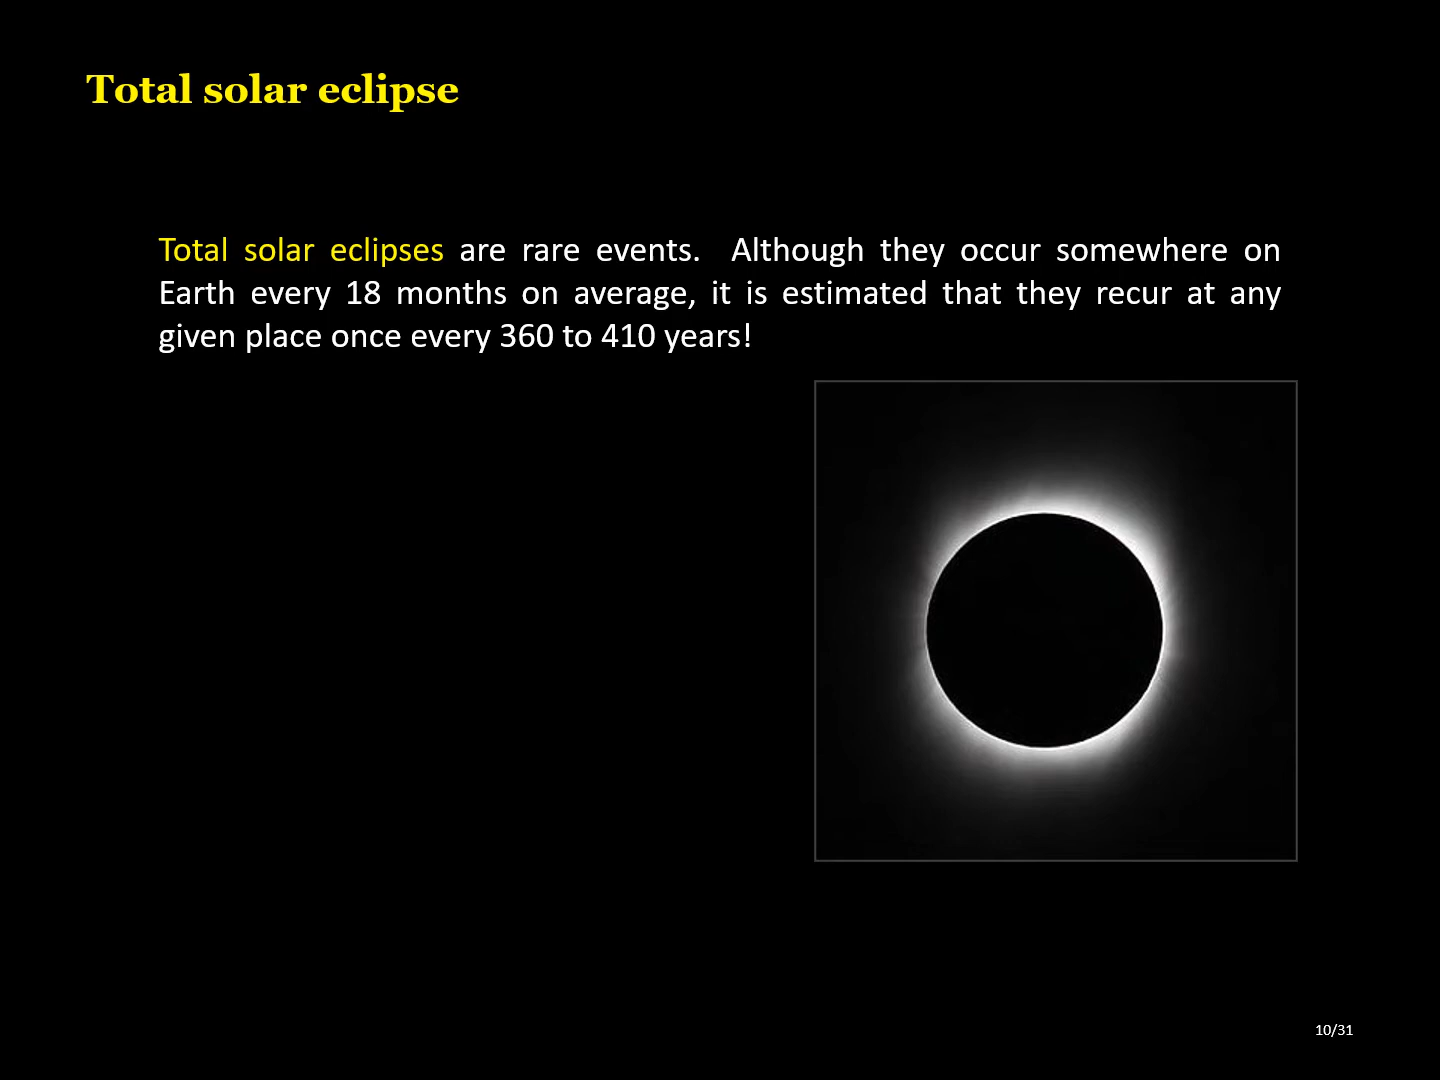 Total solar eclipse
Total solar eclipses are rare events.  Although they occur somewhere on
Earth every 18 months on average, it is estimated that they recur at any
given place once every 360 to 410 years!
10/31